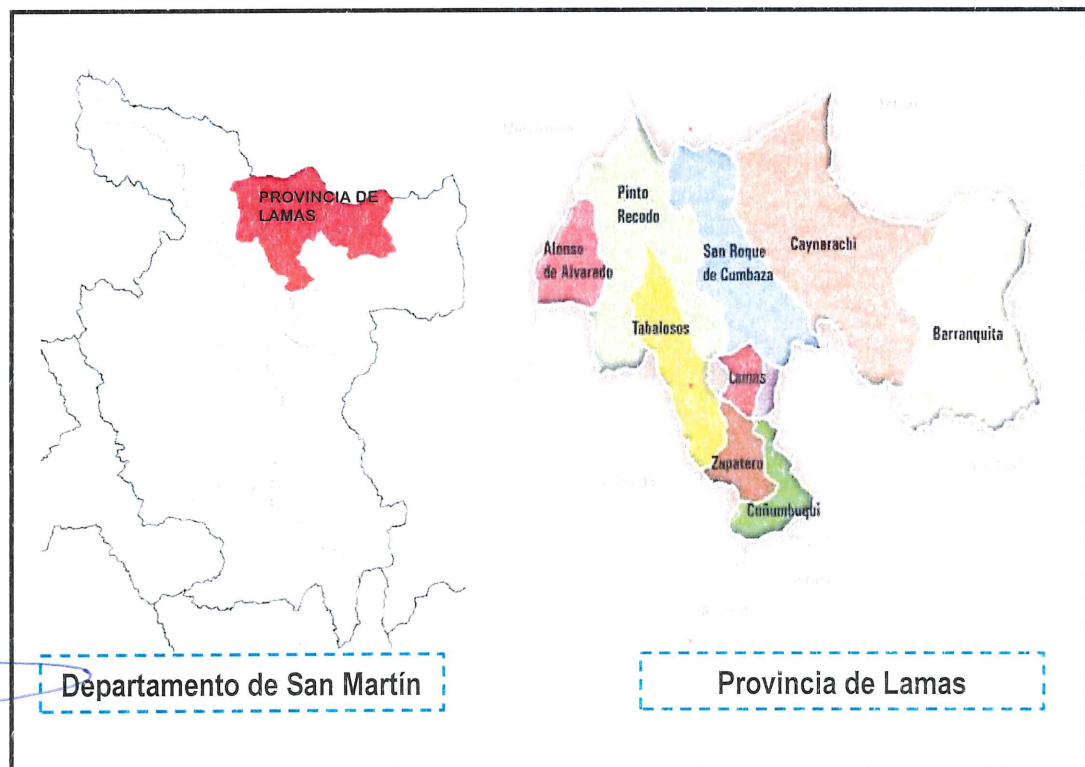 PROVINCIA DE
LAMAS
Departamento de San Martín
Pinto
Recodo
Alonso
de Alvarado
San Roque
de Cumbaza
Caynarachi
Barranquita
Tabalosos
Lamas
Zapatero
Cuñumbuqui
Provincia de Lamas